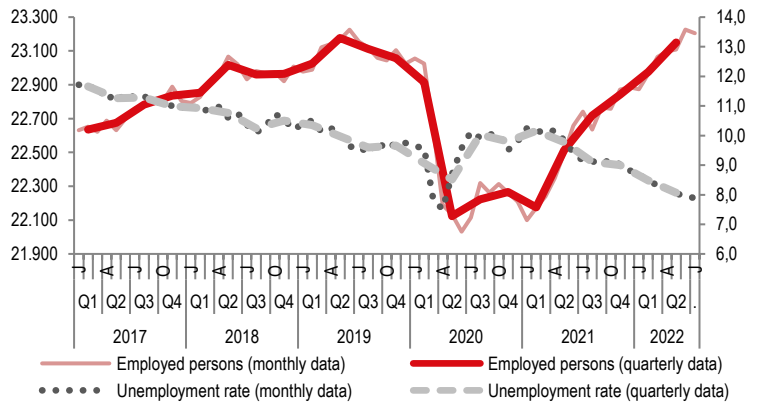 23.300 14,0
23.100 13,0
22.900 12,0
22.700 11,0
22.500 10,0
22.300 9,0
22.100 8,0
21.900 7,0
6,0
J A J O J A J O J A J O J A J O J A J O J A J
Q1 Q2 Q3 Q4 Q1 Q2 Q3 Q4 Q1 Q2 Q3 Q4 Q1 Q2 Q3 Q4 Q1 Q2 Q3 Q4 Q1 Q2 .
2017 2018 2019 2020 2021 2022
Employed persons (monthly data) Employed persons (quarterly data)
Unemployment rate (monthly data) Unemployment rate (quarterly data)